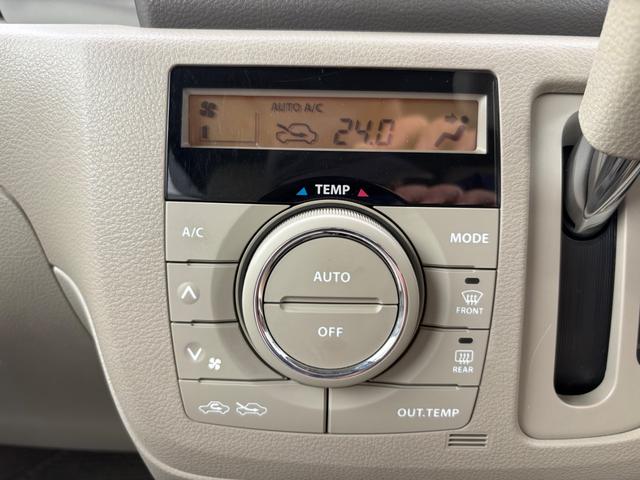 AUTO A/C
24.0
TEMP
A/C
MODE
AUTO
OFF
FRONT
REAR
OUT.TEMP